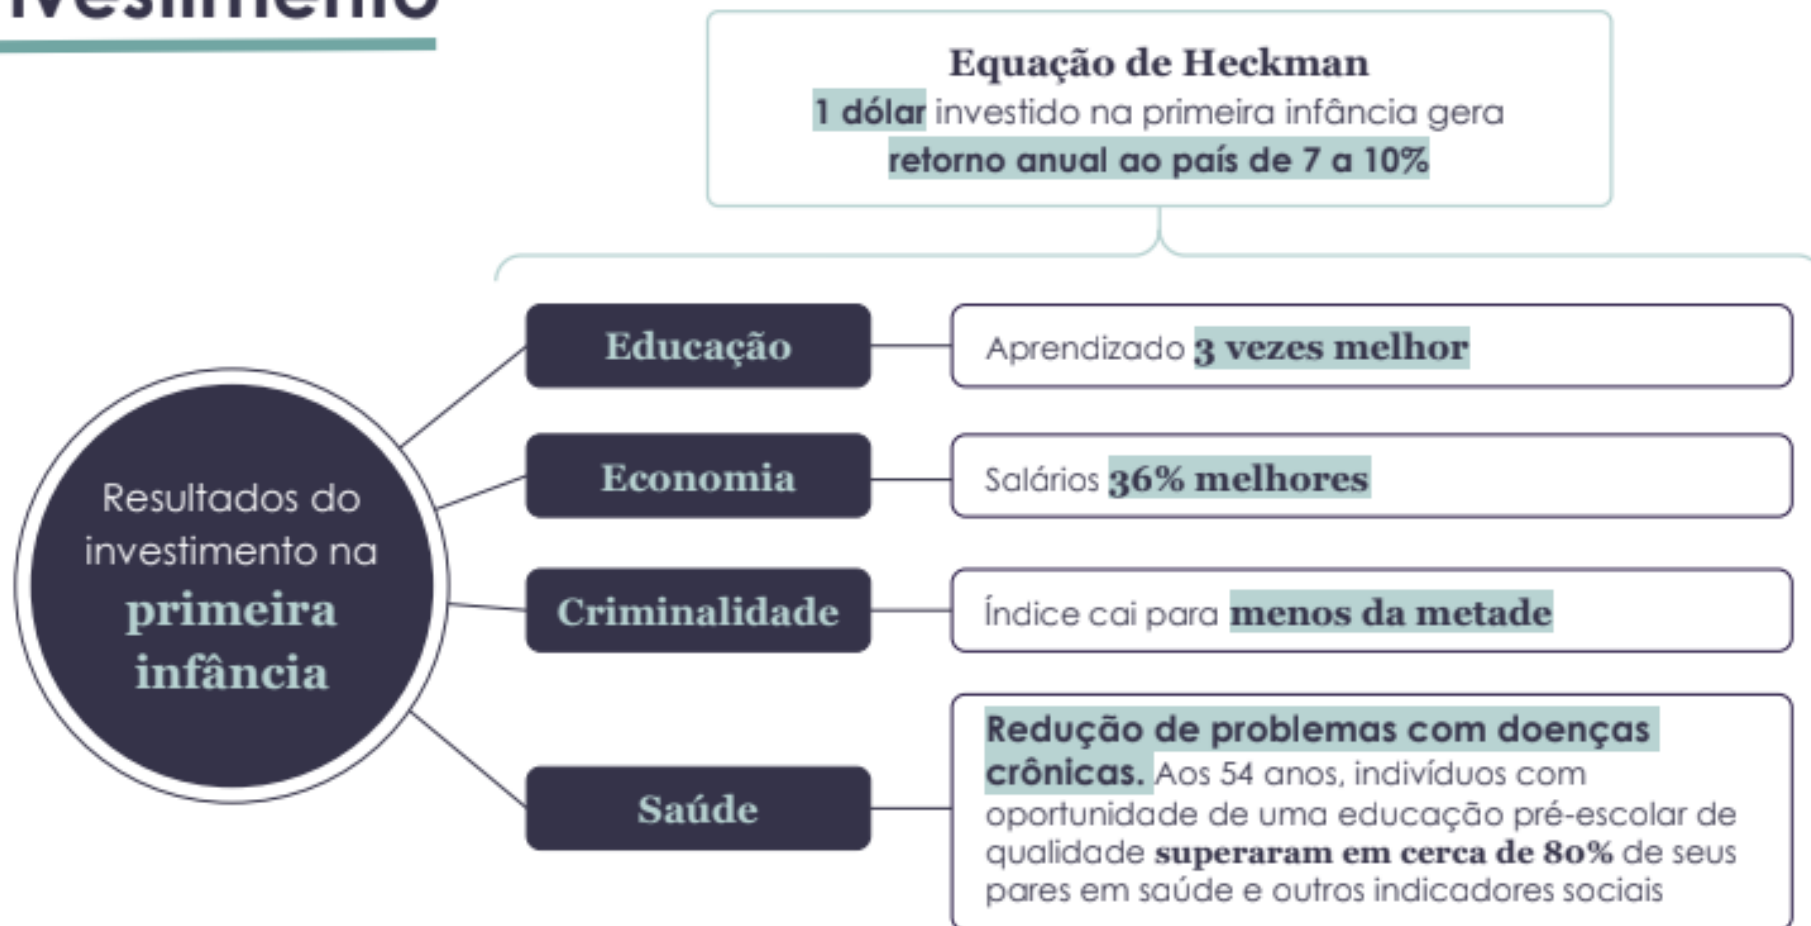 nvestimento
Equação de Heckman
1 dólar investido na primeira infância gera
retorno anual ao país de 7 a 10%
Resultados do
investimento na
primeira
infância
Educação
Aprendizado 3 vezes melhor
Economia
Salários 36% melhores
Criminalidade
Índice cai para menos da metade
Saúde
Redução de problemas com doenças
crônicas. Aos 54 anos, indivíduos com
oportunidade de uma educação pré-escolar de
qualidade superaram em cerca de 80% de seus
pares em saúde e outros indicadores sociais